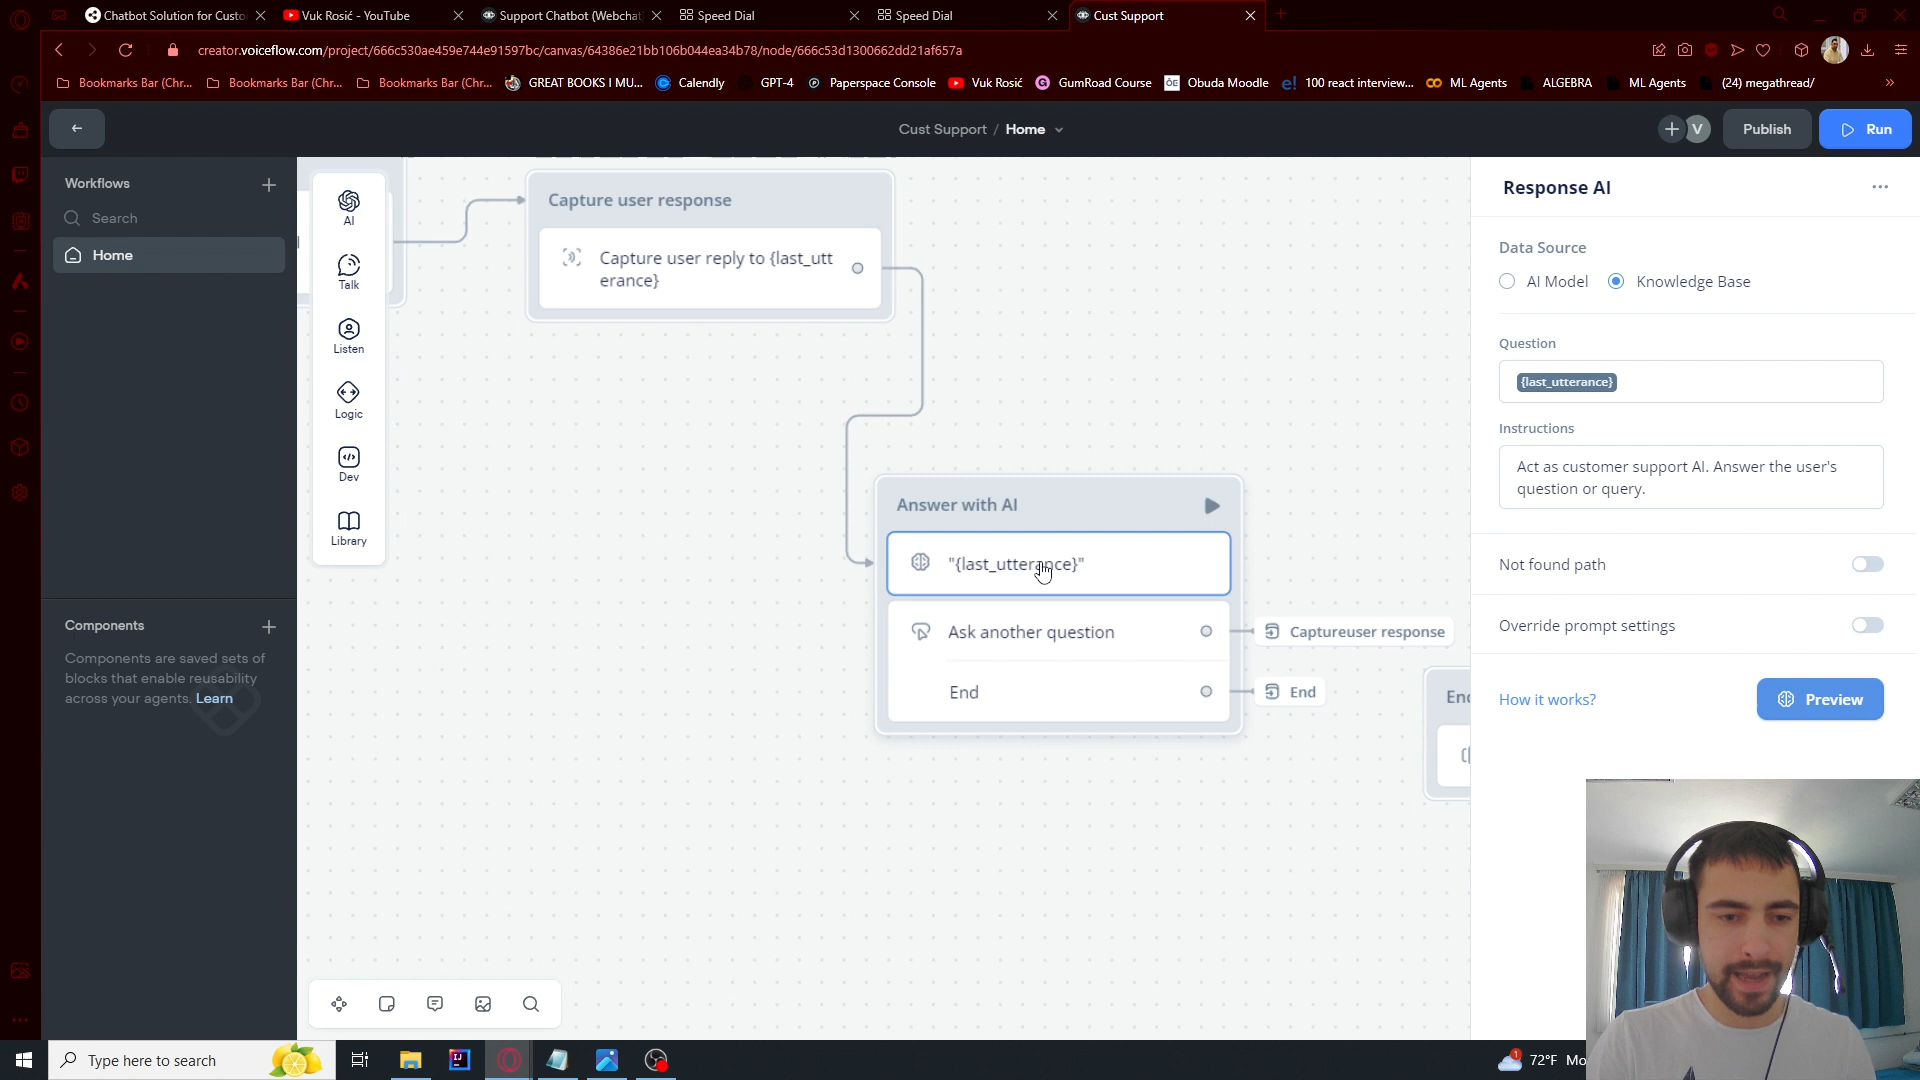 Chatbot Solution for Custo
Vuk Rosić - YouTube
Support Chatbot (Webchat
Speed Dial
Speed Dial
Cust Support
creator.voiceflow.com/project/666c530ae459e744e91597bc/canvas/64386e21bb106b044ea34b78/node/666c53d1300662dd21af657a
Bookmarks Bar (Chr...
Bookmarks Bar (Chr...
Bookmarks Bar (Chr...
GREAT BOOKS I MU...
Calendly
GPT-4
Paperspace Console
Vuk Rosić
GumRoad Course
Obuda Moodle
100 react interview...
ML Agents
ALGEBRA
ML Agents
(24) megathread/
Cust Support / Home
V
Publish
Run
Workflows
Search
Home
Components
Components are saved sets of
blocks that enable reusability
across your agents. Learn
AI
Talk
Listen
Logic
Dev
Library
Capture user response
Capture user reply to {last_utt
erance}
Answer with AI
"{last_utterance}"
Ask another question
Captureuser response
End
End
Response AI
Data Source
AI Model
Knowledge Base
Question
{last_utterance}
Instructions
Act as customer support AI. Answer the user's
question or query.
Not found path
Override prompt settings
How it works?
Preview
Type here to search
1
72°F